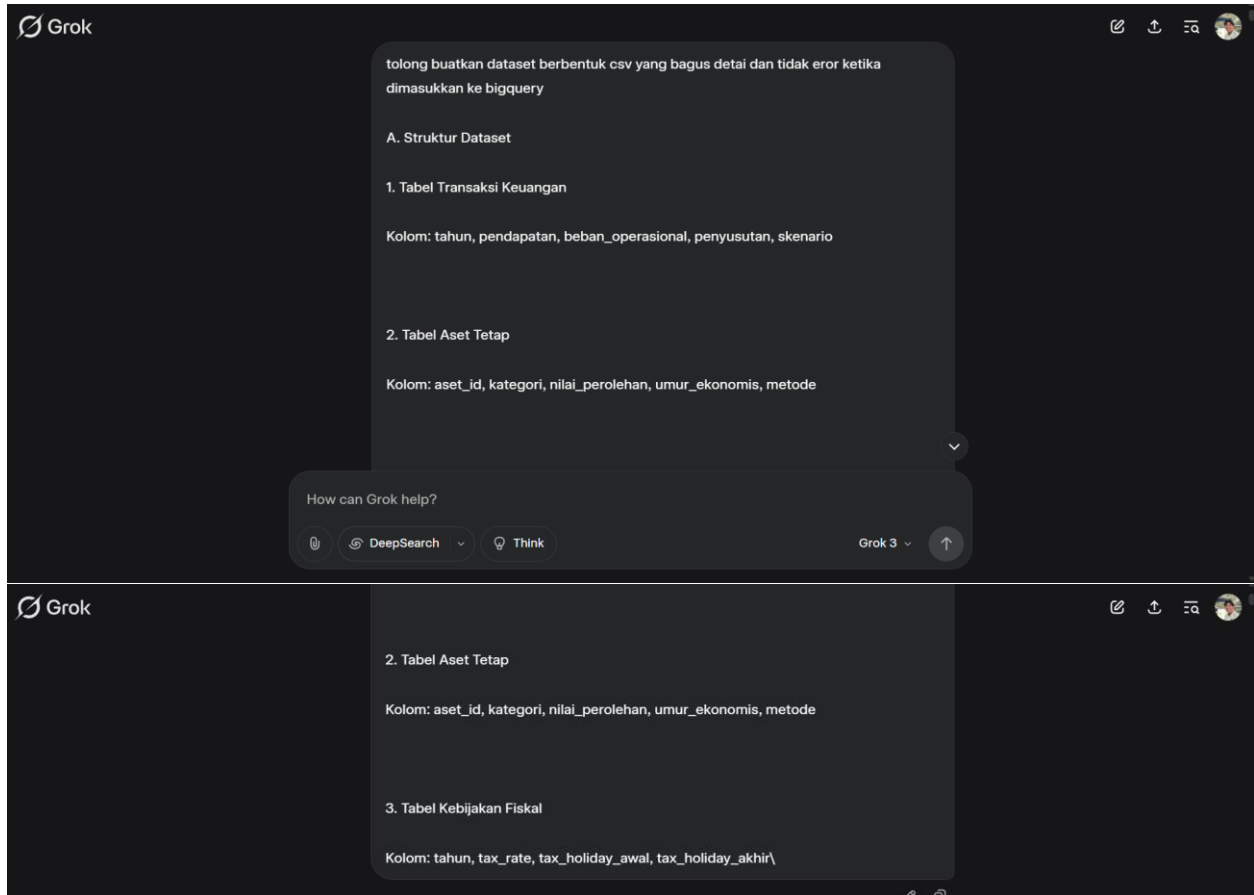 Grok
tolong buatkan dataset berbentuk csv yang bagus detai dan tidak eror ketika
dimasukkan ke bigquery
A. Struktur Dataset
1. Tabel Transaksi Keuangan
Kolom: tahun, pendapatan, beban_operasional, penyusutan, skenario
2. Tabel Aset Tetap
Kolom: aset_id, kategori, nilai_perolehan, umur_ekonomis, metode
How can Grok help?
DeepSearch
Think
Grok 3
Grok
2. Tabel Aset Tetap
Kolom: aset_id, kategori, nilai_perolehan, umur_ekonomis, metode
3. Tabel Kebijakan Fiskal
Kolom: tahun, tax_rate, tax_holiday_awal, tax_holiday_akhir\